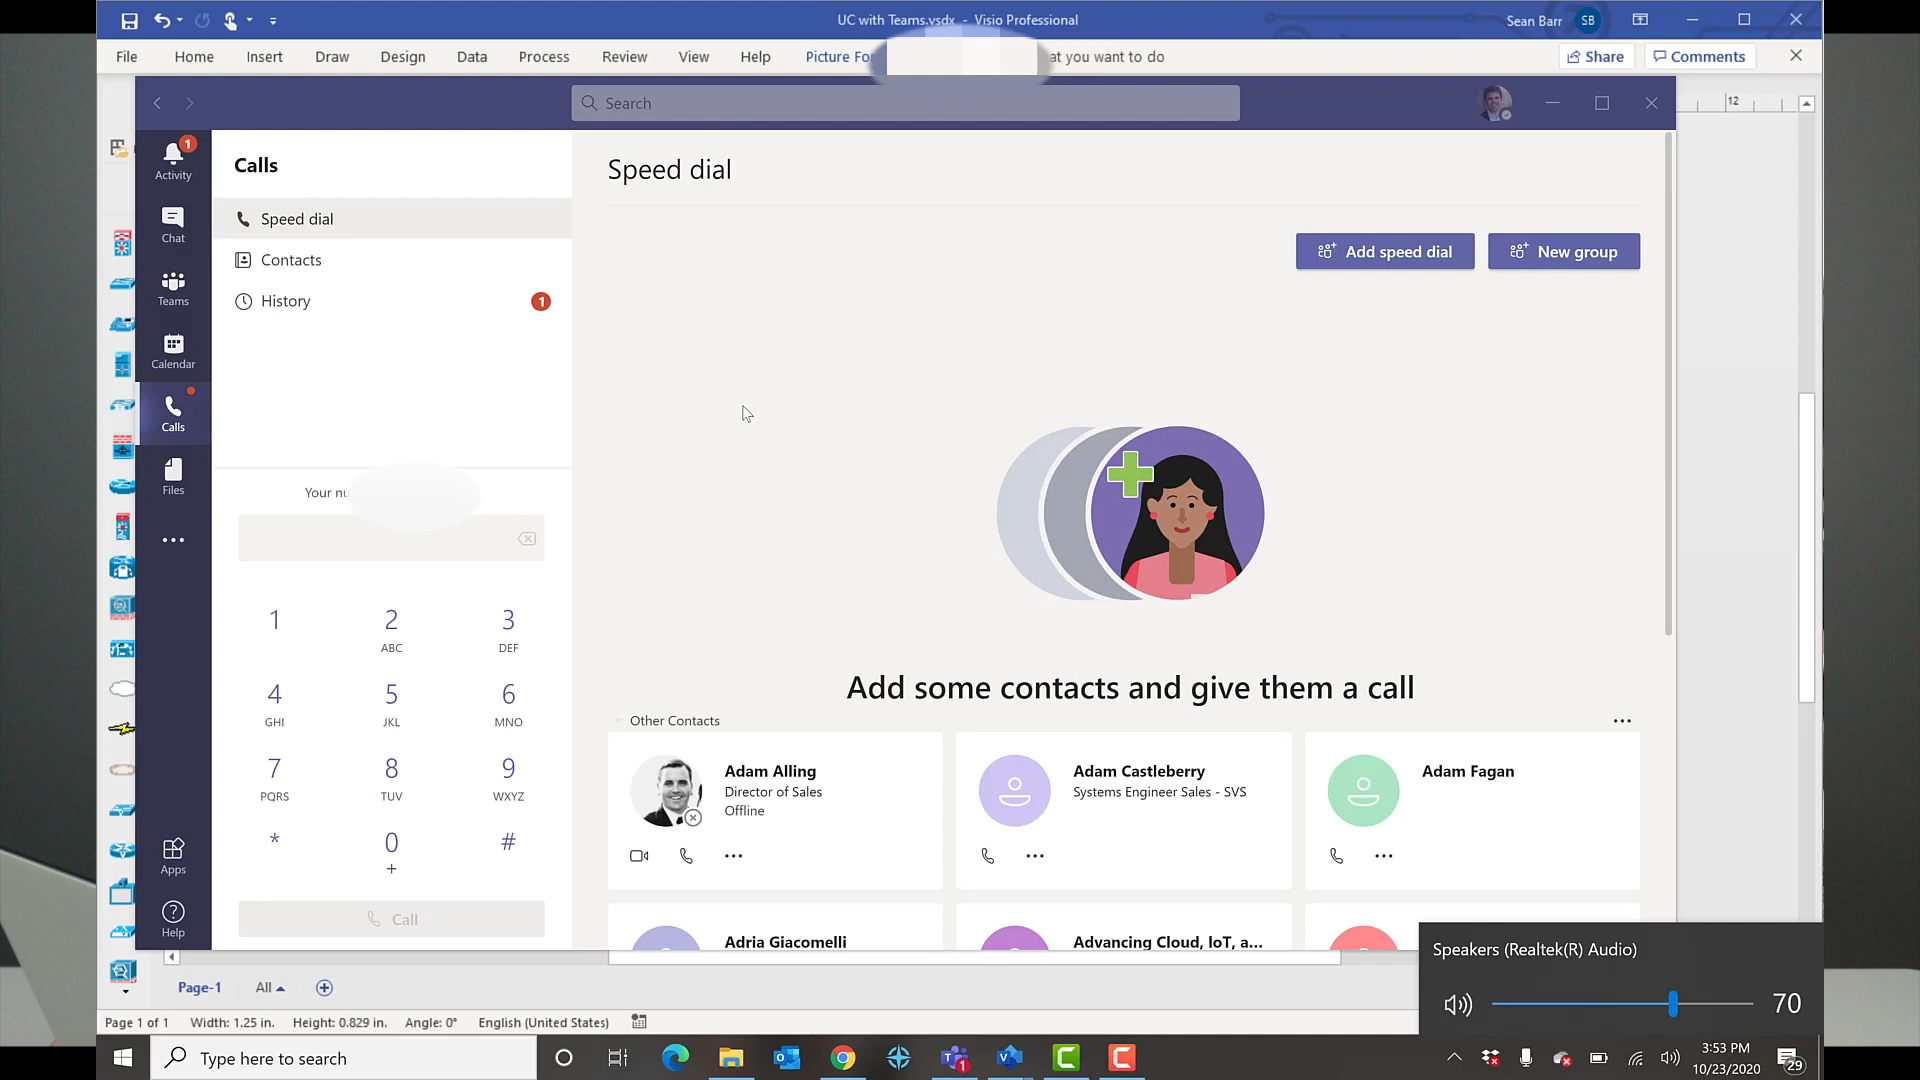 UC with Teams.vsdx - Visio Professional
Sean Barr
SB
File
Home
Insert
Draw
Design
Data
Process
Review
View
Help
Picture Fo
at you want to do
Share
Comments
Search
12
1
Activity
Chat
Teams
Calendar
Calls
Files
Apps
Help
Calls
Speed dial
Contacts
History
1
Your nu
1
2
ABC
3
DEF
4
GHI
5
JKL
6
MNO
7
PQRS
8
TUV
9
WXYZ
*
0
+
#
Call
Speed dial
Add speed dial
New group
Add some contacts and give them a call
Other Contacts
Adam Alling
Director of Sales
Offline
Adam Castleberry
Systems Engineer Sales - SVS
Adam Fagan
Adria Giacomelli
Advancing Cloud, IoT, a...
Speakers (Realtek(R) Audio)
70
Page-1
All
Page 1 of 1
Width: 1.25 in.
Height: 0.829 in.
Angle: 0°
English (United States)
Type here to search
1
3:53 PM
10/23/2020
29